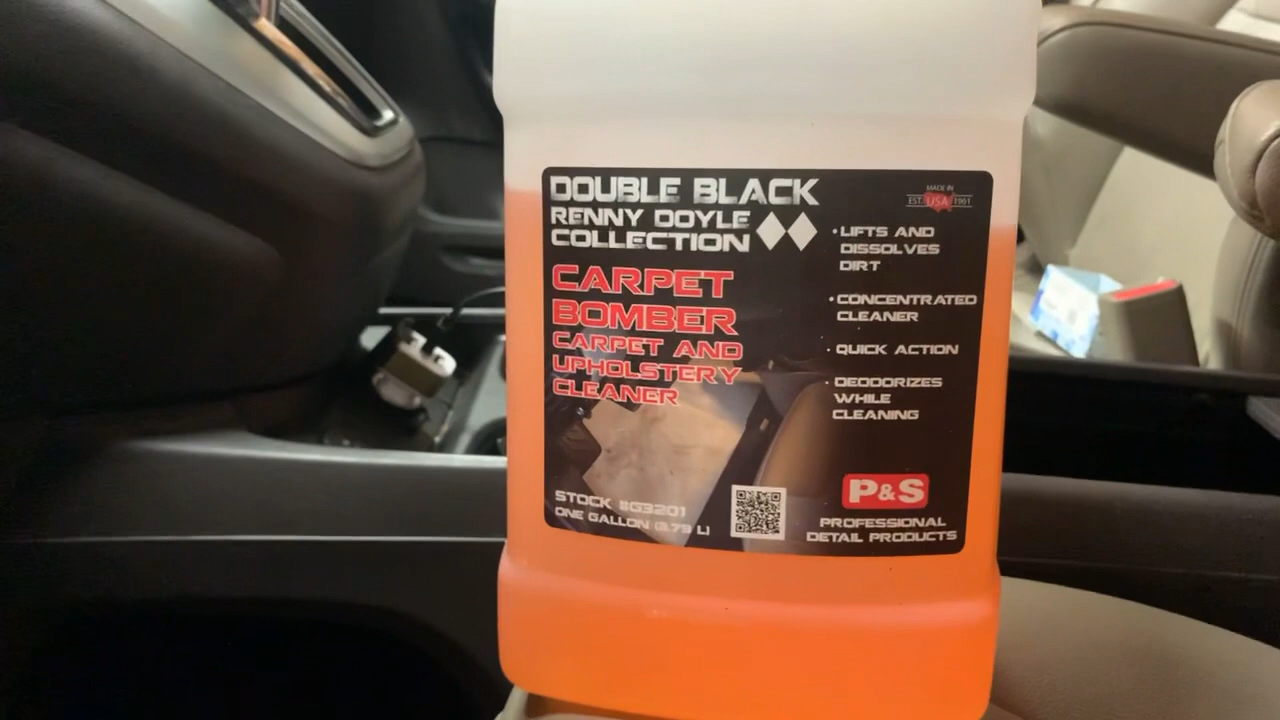 DOUBLE BLACK
RENNY DOYLE
COLLECTION
CARPET
BOMBER
CARPET AND
UPHOLSTERY
CLEANER
STOCK #G3201
ONE GALLON (3.79 L)
MADE IN
EST. USA 1961
• LIFTS AND
DISSOLVES
DIRT
• CONCENTRATED
CLEANER
• QUICK ACTION
• DEODORIZES
WHILE
CLEANING
P&S
PROFESSIONAL
DETAIL PRODUCTS